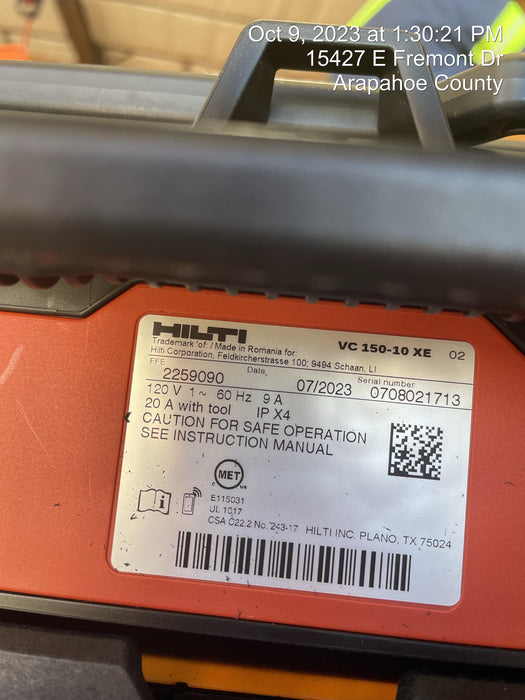 Oct 9, 2023 at 1:30:21 PM
15427 E Fremont Dr
Arapahoe County
HILTI
VC 150-10 XE 02
Trademark of: / Made in Romania for:
Hilti Corporation, Feldkircherstrasse 100; 9494 Schaan, LI
FFE Date, Serial number
2259090 07/2023 0708021713
120 V 1~ 60 Hz 9 A
20 A with tool IP X4
CAUTION FOR SAFE OPERATION
SEE INSTRUCTION MANUAL
MET
C US
E115031
UL 1017
CSA C22.2 No. 243-17 HILTI INC. PLANO, TX 75024